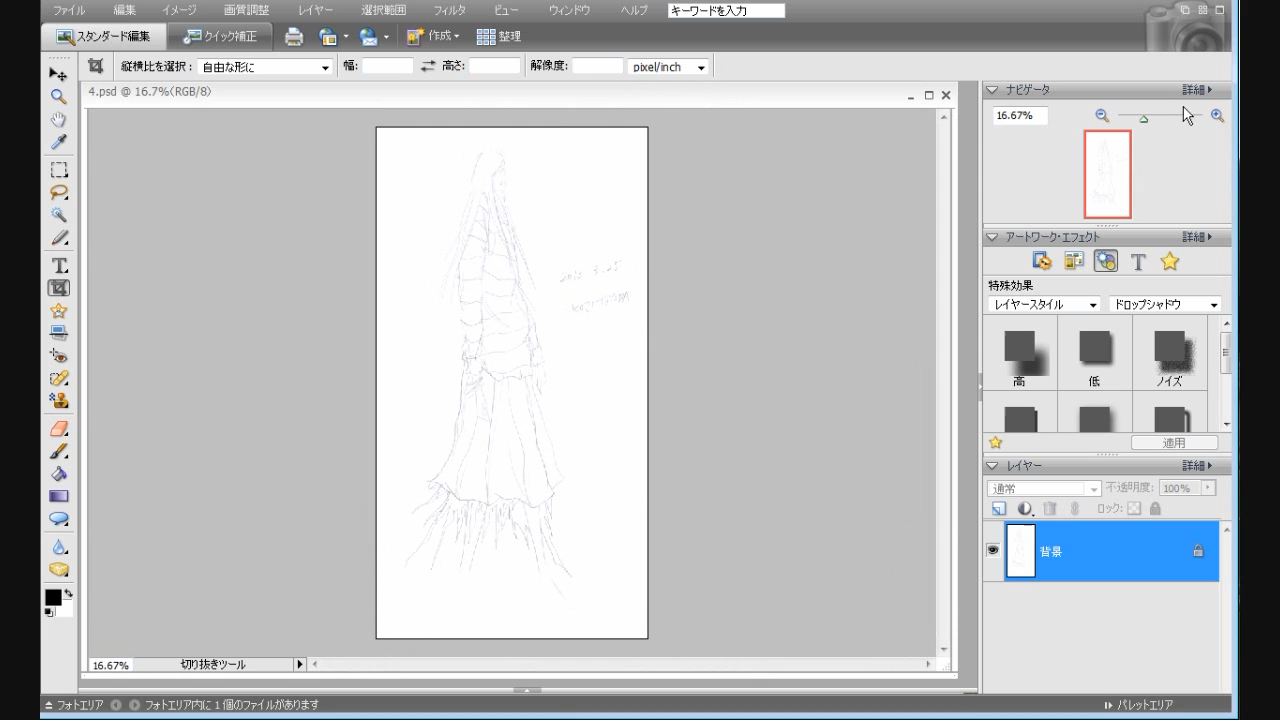 ファイル 編集 イメージ 画質調整 レイヤー 選択範囲 フィルタ ビュー ウィンドウ ヘルプ キーワードを入力
スタンダード編集 クイック補正 作成 整理
縦横比を選択: 自由な形に 幅: 高さ: 解像度: pixel/inch
4.psd @ 16.7%(RGB/8)
ナビゲータ 詳細
16.67%
アートワーク・エフェクト 詳細
特殊効果
レイヤースタイル ドロップシャドウ
高 低 ノイズ
適用
レイヤー 詳細
通常 不透明度: 100%
ロック:
背景
16.67% 切り抜きツール
フォトエリア フォトエリア内に1個のファイルがあります パレットエリア